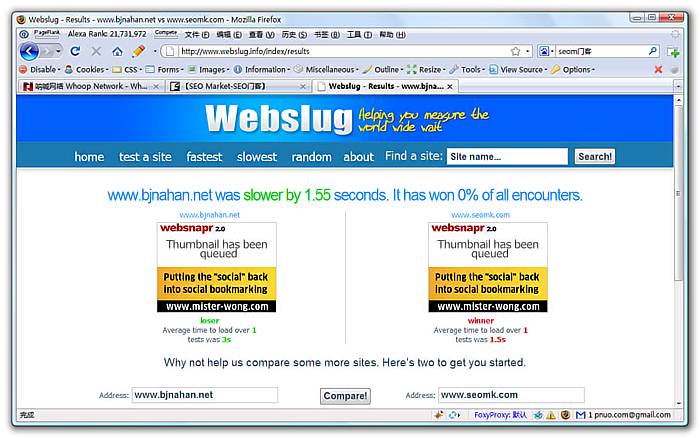 Webslug - Results - www.bjnahan.net vs www.seomk.com - Mozilla Firefox
PageRank Alexa Rank: 21,731,972 Compete 文件(F) 编辑(E) 查看(V) 历史(S) 书签(B) 工具(T) 帮助(H)
http://www.webslug.info/index/results seom门客
Disable Cookies CSS Forms Images Information Miscellaneous Outline Resize Tools View Source Options
呐喊网络 Whoop Network - Wh... 【SEO Market-SEO门客】 Webslug - Results - www.bjna...
Webslug Helping you measure the
world wide wait
home test a site fastest slowest random about Find a site: Site name... Search!
www.bjnahan.net was slower by 1.55 seconds. It has won 0% of all encounters.
www.bjnahan.net www.seomk.com
websnapr 2.0 websnapr 2.0
Thumbnail has been Thumbnail has been
queued queued
Putting the "social" back Putting the "social" back
into social bookmarking into social bookmarking
www.mister-wong.com www.mister-wong.com
loser winner
Average time to load over 1 Average time to load over 1
tests was 3s tests was 1.5s
Why not help us compare some more sites. Here's two to get you started.
Address: www.bjnahan.net Compare! Address: www.seomk.com
完成 FoxyProxy: 默认 1 pnuo.com@gmail.com